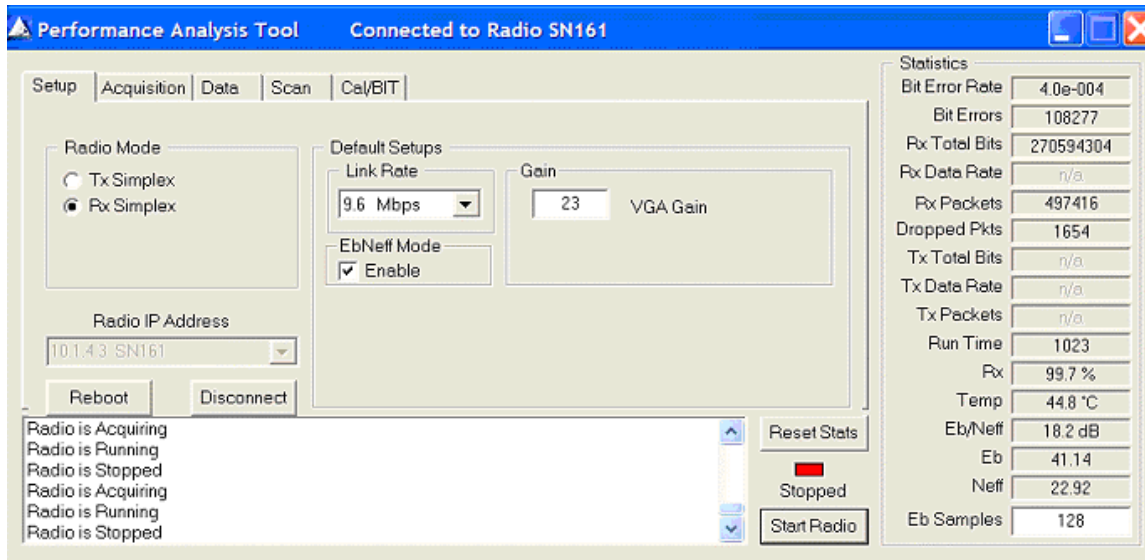 Performance Analysis Tool Connected to Radio SN161
Setup Acquisition Data Scan Cal/BIT
Radio Mode
Tx Simplex
Rx Simplex
Radio IP Address
10.1.4.3 SN161
Reboot Disconnect
Default Setups
Link Rate
9.6 Mbps
EbNeff Mode
Enable
Gain
23 VGA Gain
Radio is Acquiring
Radio is Running
Radio is Stopped
Radio is Acquiring
Radio is Running
Radio is Stopped
Reset Stats
Stopped
Start Radio
Statistics
Bit Error Rate 4.0e-004
Bit Errors 108277
Rx Total Bits 270594304
Rx Data Rate n/a
Rx Packets 497416
Dropped Pkts 1654
Tx Total Bits n/a
Tx Data Rate n/a
Tx Packets n/a
Run Time 1023
Rx 99.7 %
Temp 44.8 °C
Eb/Neff 18.2 dB
Eb 41.14
Neff 22.92
Eb Samples 128